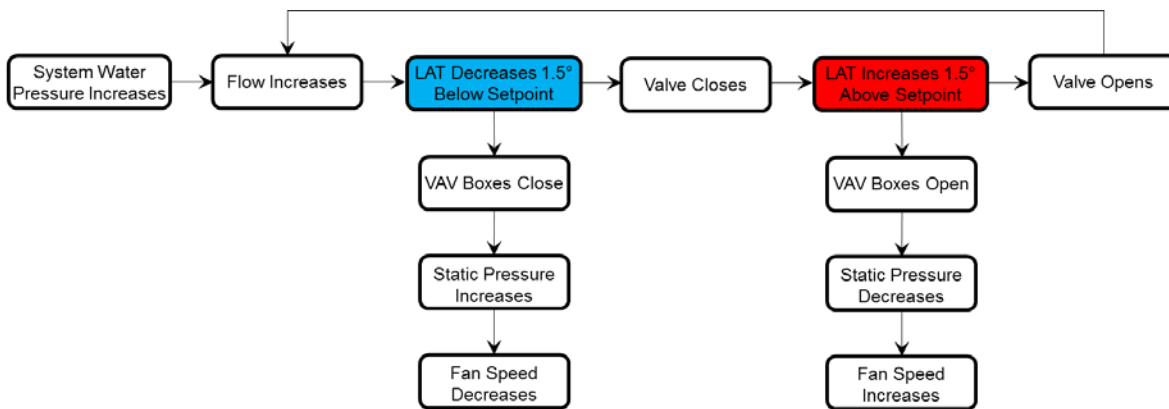 System Water
Pressure Increases
Flow Increases
LAT Decreases 1.5°
Below Setpoint
Valve Closes
LAT Increases 1.5°
Above Setpoint
Valve Opens
VAV Boxes Close
VAV Boxes Open
Static Pressure
Increases
Static Pressure
Decreases
Fan Speed
Decreases
Fan Speed
Increases